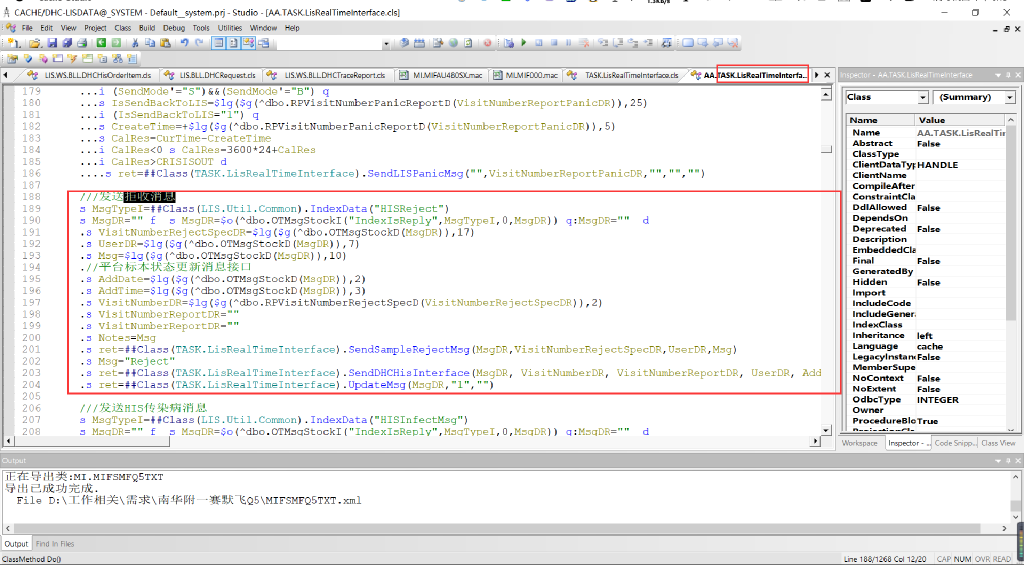 CACHE/DHC-LISDATA@_SYSTEM - Default__system.prj - Studio - [AA.TASK.LisRealTimeInterface.cls]
File Edit View Project Class Build Debug Tools Utilities Window Help
LIS.WS.BLL.DHCHisOrderItem.cls LIS.BLL.DHCRequest.cls LIS.WS.BLL.DHCTraceReport.cls MI.MIFAU480SX.mac MI.MIF000.mac TASK.LisRealTimeInterface.cls AA.TASK.LisRealTimeInterfa...
179 ...i (SendMode'="S")&&(SendMode'="B") q
180 ...s IsSendBackToLIS=$lg($g(^dbo.RPVisitNumberPanicReportD(VisitNumberReportPanicDR)),25)
181 ...i (IsSendBackToLIS="1") q
182 ...s CreateTime=+$lg($g(^dbo.RPVisitNumberPanicReportD(VisitNumberReportPanicDR)),5)
183 ...s CalRes=CurTime-CreateTime
184 ...i CalRes<0 s CalRes=3600*24+CalRes
185 ...i CalRes>CRISISOUT d
186 ....s ret=##Class(TASK.LisRealTimeInterface).SendLISPanicMsg("",VisitNumberReportDR,"","","")
187
188 ///发送拒收消息
189 s MsgTypeI=##Class(LIS.Util.Common).IndexData("HISReject")
190 s MsgDR="" f  s MsgDR=$o(^dbo.OTMsgStockI("IndexIsReply",MsgTypeI,0,MsgDR)) q:MsgDR=""  d
191 .s VisitNumberRejectSpecDR=$lg($g(^dbo.OTMsgStockD(MsgDR)),17)
192 .s UserDR=$lg($g(^dbo.OTMsgStockD(MsgDR)),7)
193 .s Msg=$lg($g(^dbo.OTMsgStockD(MsgDR)),10)
194 .//平台标本状态更新消息接口
195 .s AddDate=$lg($g(^dbo.OTMsgStockD(MsgDR)),2)
196 .s AddTime=$lg($g(^dbo.OTMsgStockD(MsgDR)),3)
197 .s VisitNumberDR=$lg($g(^dbo.RPVisitNumberRejectSpecD(VisitNumberRejectSpecDR)),2)
198 .s VisitNumberReportDR=""
199 .s VisitNumberReportDR=""
200 .s Notes=Msg
201 .s ret=##Class(TASK.LisRealTimeInterface).SendSampleRejectMsg(MsgDR,VisitNumberRejectSpecDR,UserDR,Msg)
202 .s Msg="Reject"
203 .s ret=##Class(TASK.LisRealTimeInterface).SendDHCHisInterface(MsgDR, VisitNumberDR, VisitNumberReportDR, UserDR, Add
204 .s ret=##Class(TASK.LisRealTimeInterface).UpdateMsg(MsgDR,"1","")
205
206 ///发送HIS传染病消息
207 s MsgTypeI=##Class(LIS.Util.Common).IndexData("HISInfectMsg")
208 s MsgDR="" f  s MsgDR=$o(^dbo.OTMsgStockI("IndexIsReply",MsgTypeI,0,MsgDR)) q:MsgDR=""  d
Inspector - AA.TASK.LisRealTimeInterface
Class (Summary)
Name Value
Name AA.TASK.LisRealTir
Abstract False
ClassType
ClientDataTyp HANDLE
ClientName
CompileAfter
ConstraintCla
DdlAllowed False
DependsOn
Deprecated False
Description
EmbeddedCla
Final False
GeneratedBy
Hidden False
Import
IncludeCode
IncludeGener
IndexClass
Inheritance left
Language cache
LegacyInstan False
MemberSupe
NoContext False
NoExtent False
OdbcType INTEGER
Owner
ProcedureBlo True
Workspace Inspector - ... Code Snipp... Class View
Output
正在导出类:MI.MIFSMFQ5TXT
导出已成功完成.
File D:\工作相关\需求\南华附一赛默飞Q5\MIFSMFQ5TXT.xml
Output Find In Files
ClassMethod Do() Line 188/1268 Col 12/20 CAP NUM OVR READ